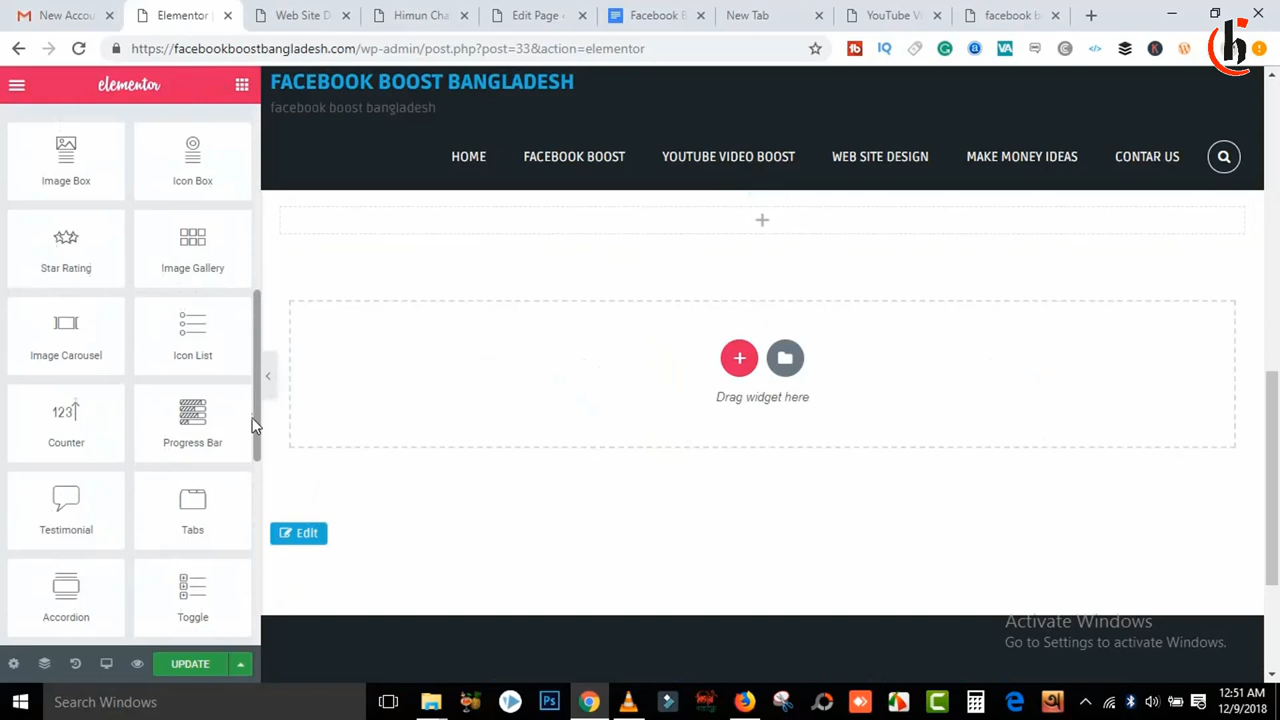 New Accou
Elementor |
Web Site D
Himun Cha
Edit Page ‹
Facebook B
New Tab
YouTube Vi
facebook b
https://facebookboostbangladesh.com/wp-admin/post.php?post=33&action=elementor
elementor
Image Box
Icon Box
Star Rating
Image Gallery
Image Carousel
Icon List
123
Counter
Progress Bar
Testimonial
Tabs
Accordion
Toggle
UPDATE
FACEBOOK BOOST BANGLADESH
facebook boost bangladesh
HOME
FACEBOOK BOOST
YOUTUBE VIDEO BOOST
WEB SITE DESIGN
MAKE MONEY IDEAS
CONTAR US
Drag widget here
Edit
Activate Windows
Go to Settings to activate Windows.
Search Windows
12:51 AM
12/9/2018